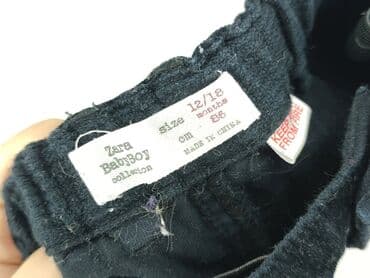 Zara
BabyBoy
collection
size 12/18
months
cm 86
MADE IN CHINA
KEEP AWAY
FROM FIRE